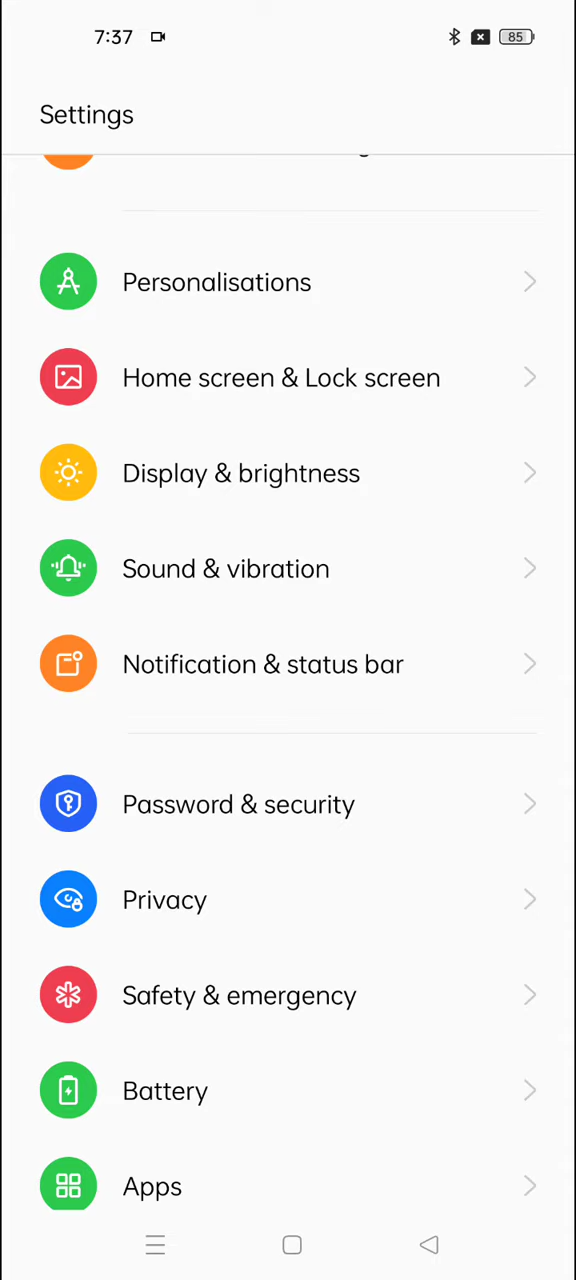 7:37
85
Settings
Personalisations
Home screen & Lock screen
Display & brightness
Sound & vibration
Notification & status bar
Password & security
Privacy
Safety & emergency
Battery
Apps